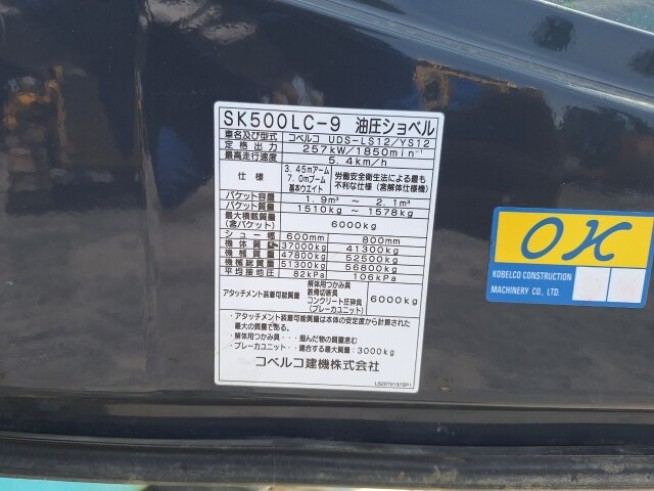 SK500LC-9 油圧ショベル
車名及び型式 コベルコ UDS-LS12/YS12
定格出力 257kW/1850min⁻¹
最高走行速度 5.4km/h
仕様 3.45mアーム 7.0mブーム 基本ウエイト 労働安全衛生法による最も不利な仕様(含解体仕様機)
バケット容量 1.9m³ ~ 2.1m³
バケット質量 1510kg ~ 1578kg
最大積載質量(含バケット) 6000kg
シュー幅 600mm 800mm
機体質量 37000kg 41300kg
機械質量 47800kg 52500kg
機械総質量 51300kg 56800kg
平均接地圧 82kPa 106kPa
アタッチメント装着可能質量 解体用つかみ具 鉄骨切断具 コンクリート圧砕具 (ブレーカユニット) 6000kg
・アタッチメント装着可能質量は本体の安定度から計算された
最大の質量である。
・解体用つかみ具・・・掴んだ物の質量含む
・ブレーカユニット・・・適合する最大質量:3000kg
コベルコ建機株式会社
OK
KOBELCO CONSTRUCTION
MACHINERY CO., LTD.